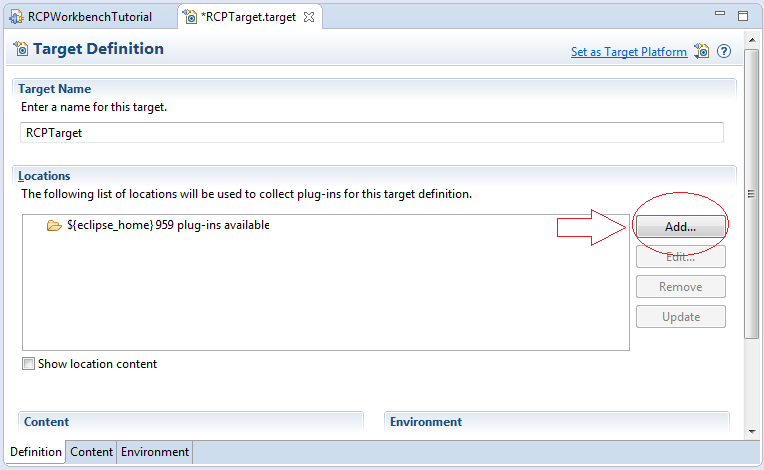 RCPWorkbenchTutorial
*RCPTarget.target
Target Definition
Set as Target Platform
Target Name
Enter a name for this target.
RCPTarget
Locations
The following list of locations will be used to collect plug-ins for this target definition.
${eclipse_home} 959 plug-ins available
Add...
Edit...
Remove
Update
Show location content
Content
Environment
Definition
Content
Environment